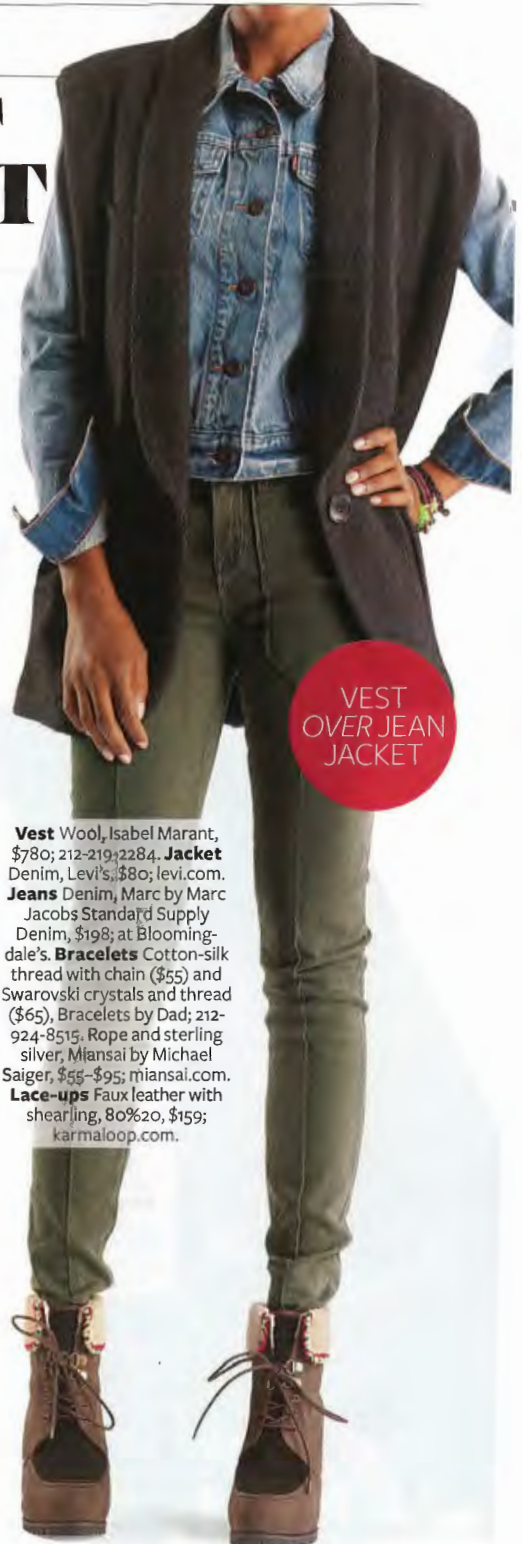 T
VEST
OVER JEAN
JACKET
Vest Wool, Isabel Marant,
$780; 212-219-2284. Jacket
Denim, Levi's, $80; levi.com.
Jeans Denim, Marc by Marc
Jacobs Standard Supply
Denim, $198; at Blooming-
dale's. Bracelets Cotton-silk
thread with chain ($55) and
Swarovski crystals and thread
($65), Bracelets by Dad; 212-
924-8515. Rope and sterling
silver, Miansai by Michael
Saiger, $55–$95; miansai.com.
Lace-ups Faux leather with
shearling, 80%20, $159;
karmaloop.com.